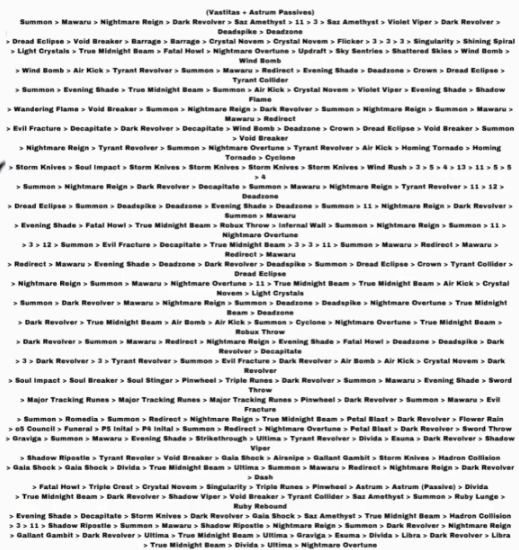 (Vastitas + Astrum Passives)
Summon > Mawaru > Nightmare Reign > Dark Revolver > Saz Amethyst > 11 > 3 > Saz Amethyst > Violet Viper > Dark Revolver >
Deadspike > Deadzone
> Dread Eclipse > Void Breaker > Barrage > Barrage > Crystal Novem > Crystal Novem > Flicker > 3 > 3 > 3 > Singularity > Shining Spiral
> Light Crystals > True Midnight Beam > Fatal Howl > Nightmare Overtune > Updraft > Sky Sentries > Shattered Skies > Wind Bomb >
Wind Bomb
> Wind Bomb > Air Kick > Tyrant Revolver > Summon > Mawaru > Redirect > Evening Shade > Deadzone > Crown > Dread Eclipse >
Tyrant Collider
> Summon > Evening Shade > True Midnight Beam > Summon > Air Kick > Crystal Novem > Violet Viper > Evening Shade > Shadow
Flame
> Wandering Flame > Void Breaker > Summon > Nightmare Reign > Dark Revolver > Summon > Nightmare Reign > Summon > Mawaru >
Mawaru > Redirect
> Evil Fracture > Decapitate > Dark Revolver > Decapitate > Wind Bomb > Deadzone > Crown > Dread Eclipse > Void Breaker > Summon
> Void Breaker
> Nightmare Reign > Tyrant Revolver > Summon > Nightmare Overtune > Tyrant Revolver > Air Kick > Homing Tornado > Homing
Tornado > Cyclone
> Storm Knives > Soul Impact > Storm Knives > Storm Knives > Storm Knives > Storm Knives > Wind Rush > 3 > 5 > 4 > 13 > 11 > 5 > 5
> 4
> Summon > Nightmare Reign > Dark Revolver > Decapitate > Summon > Mawaru > Nightmare Reign > Tyrant Revolver > 11 > 12 >
Deadzone
> Dread Eclipse > Summon > Deadspike > Deadzone > Evening Shade > Deadzone > Summon > 11 > Nightmare Reign > Dark Revolver >
Summon > Mawaru
> Evening Shade > Fatal Howl > True Midnight Beam > Robux Throw > Infernal Wall > Summon > Nightmare Reign > Summon > 11 >
Nightmare Overtune
> 3 > 12 > Summon > Evil Fracture > Decapitate > True Midnight Beam > 3 > 3 > 11 > Summon > Mawaru > Redirect > Mawaru >
Redirect > Mawaru
> Redirect > Mawaru > Evening Shade > Deadzone > Dark Revolver > Deadspike > Summon > Dread Eclipse > Crown > Tyrant Collider >
Dread Eclipse
> Nightmare Reign > Summon > Mawaru > Nightmare Overtune > 11 > True Midnight Beam > True Midnight Beam > Air Kick > Crystal
Novem > Light Crystals
> Summon > Dark Revolver > Mawaru > Nightmare Reign > Summon > Deadzone > Deadspike > Nightmare Overtune > True Midnight
Beam > Deadzone
> Dark Revolver > True Midnight Beam > Air Bomb > Air Kick > Summon > Cyclone > Nightmare Overtune > True Midnight Beam >
Robux Throw
> Dark Revolver > Summon > Mawaru > Redirect > Nightmare Reign > Evening Shade > Fatal Howl > Deadzone > Deadspike > Dark
Revolver > Decapitate
> 3 > Dark Revolver > 3 > Tyrant Revolver > Summon > Evil Fracture > Dark Revolver > Air Bomb > Air Kick > Crystal Novem > Dark
Revolver
> Soul Impact > Soul Breaker > Soul Stinger > Pinwheel > Triple Runes > Dark Revolver > Summon > Mawaru > Evening Shade > Sword
Throw
> Major Tracking Runes > Major Tracking Runes > Major Tracking Runes > Pinwheel > Dark Revolver > Summon > Mawaru > Evil
Fracture
> Summon > Romedia > Summon > Redirect > Nightmare Reign > True Midnight Beam > Petal Blast > Dark Revolver > Flower Rain
> o5 Council > Funeral > P5 Inital > P4 Inital > Summon > Redirect > Nightmare Overtune > Petal Blast > Dark Revolver > Sword Throw
> Graviga > Summon > Mawaru > Evening Shade > Strikethrough > Ultima > Tyrant Revolver > Divida > Esuna > Dark Revolver > Shadow
Viper
> Shadow Ripostle > Tyrant Revoler > Void Breaker > Gaia Shock > Airsnipe > Gallant Gambit > Storm Knives > Hadron Collision
> Gaia Shock > Gaia Shock > Divida > True Midnight Beam > Ultima > Summon > Mawaru > Redirect > Nightmare Reign > Dark Revolver
> Dash
> Fatal Howl > Triple Crest > Crystal Novem > Singularity > Triple Runes > Pinwheel > Astrum > Astrum (Passive) > Divida
> True Midnight Beam > Dark Revolver > Shadow Viper > Void Breaker > Tyrant Collider > Saz Amethyst > Summon > Ruby Lunge >
Ruby Rebound
> Evening Shade > Decapitate > Storm Knives > Dark Revolver > Gaia Shock > Saz Amethyst > True Midnight Beam > Hadron Collision
> 3 > 11 > Shadow Ripostle > Summon > Mawaru > Shadow Ripostle > Nightmare Reign > Summon > Dark Revolver > Nightmare Reign
> Gallant Gambit > Dark Revolver > Ultima > True Midnight Beam > Ultima > Graviga > Esuma > Divida > Libra > Dark Revolver > Libra
> True Midnight Beam > Divida > Ultima > Nightmare Overtune